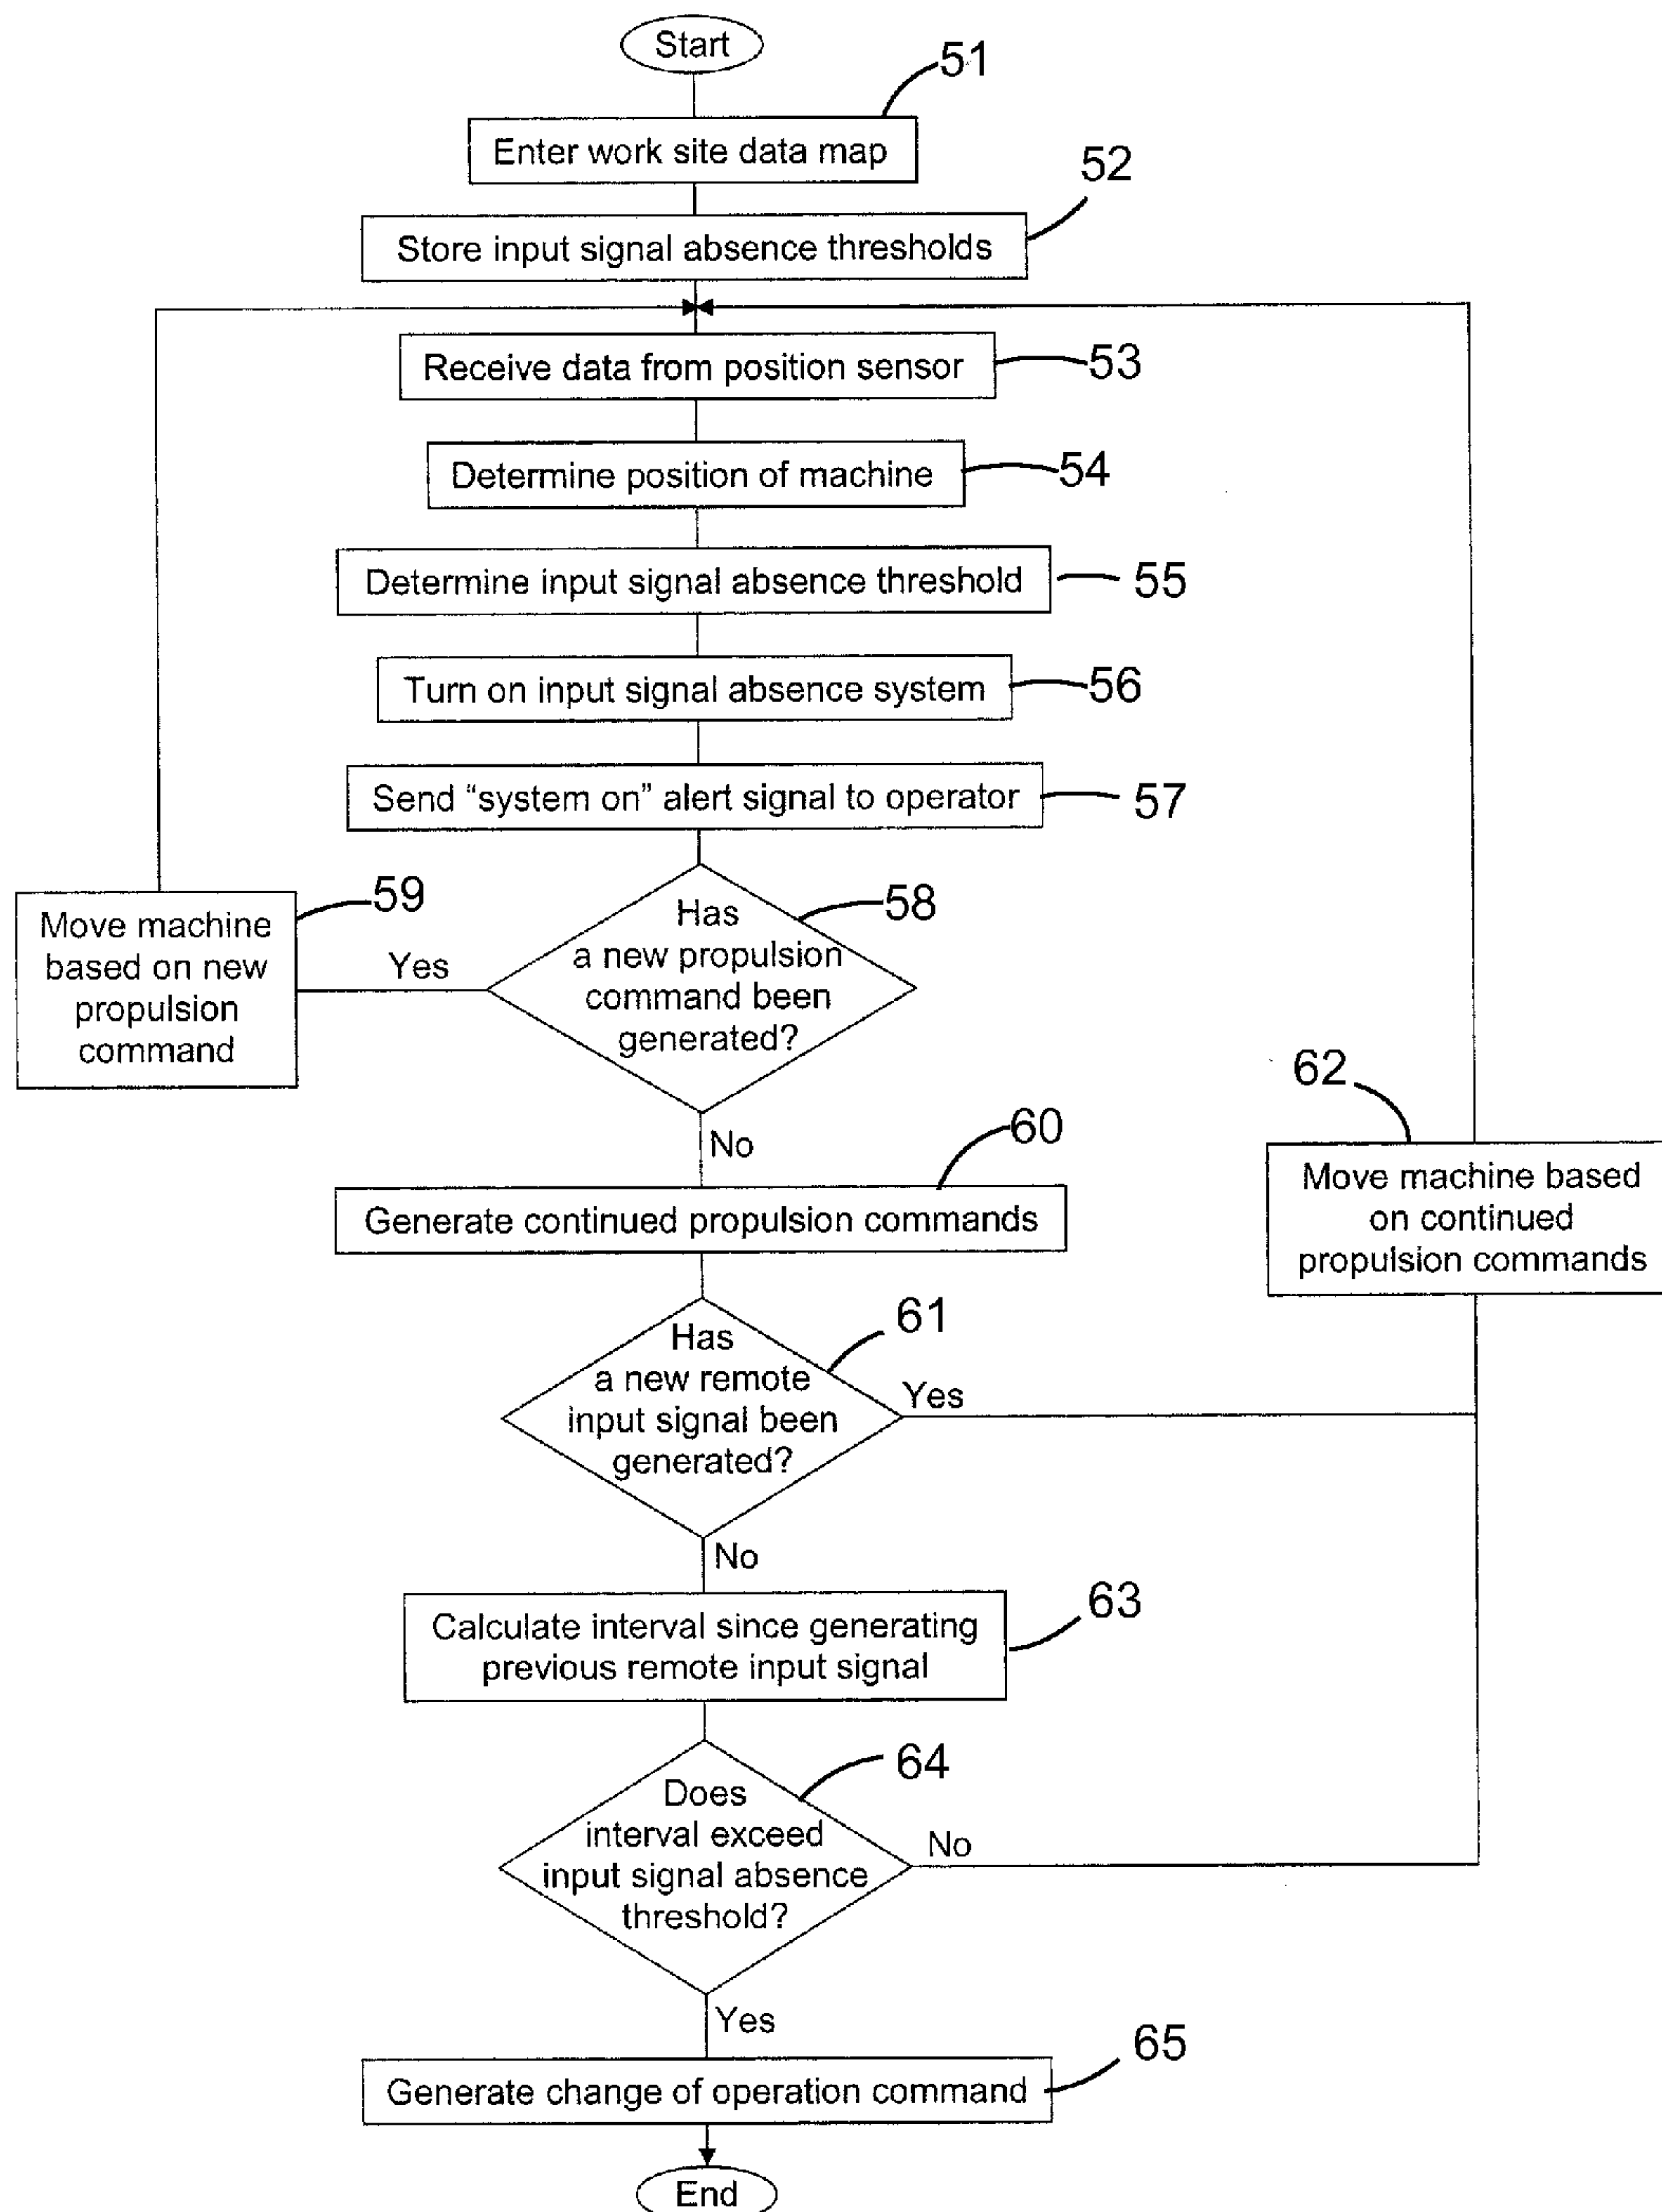 Start
51
Enter work site data map
52
Store input signal absence thresholds
Receive data from position sensor
53
Determine position of machine
54
Determine input signal absence threshold
55
Turn on input signal absence system
56
Send “system on” alert signal to operator
57
59
Move machine
based on new
propulsion
command
Yes
58
Has
a new propulsion
command been
generated?
No
60
Generate continued propulsion commands
62
Move machine based
on continued
propulsion commands
61
Has
a new remote
input signal been
generated?
Yes
No
63
Calculate interval since generating
previous remote input signal
64
Does
interval exceed
input signal absence
threshold?
No
Yes
65
Generate change of operation command
End